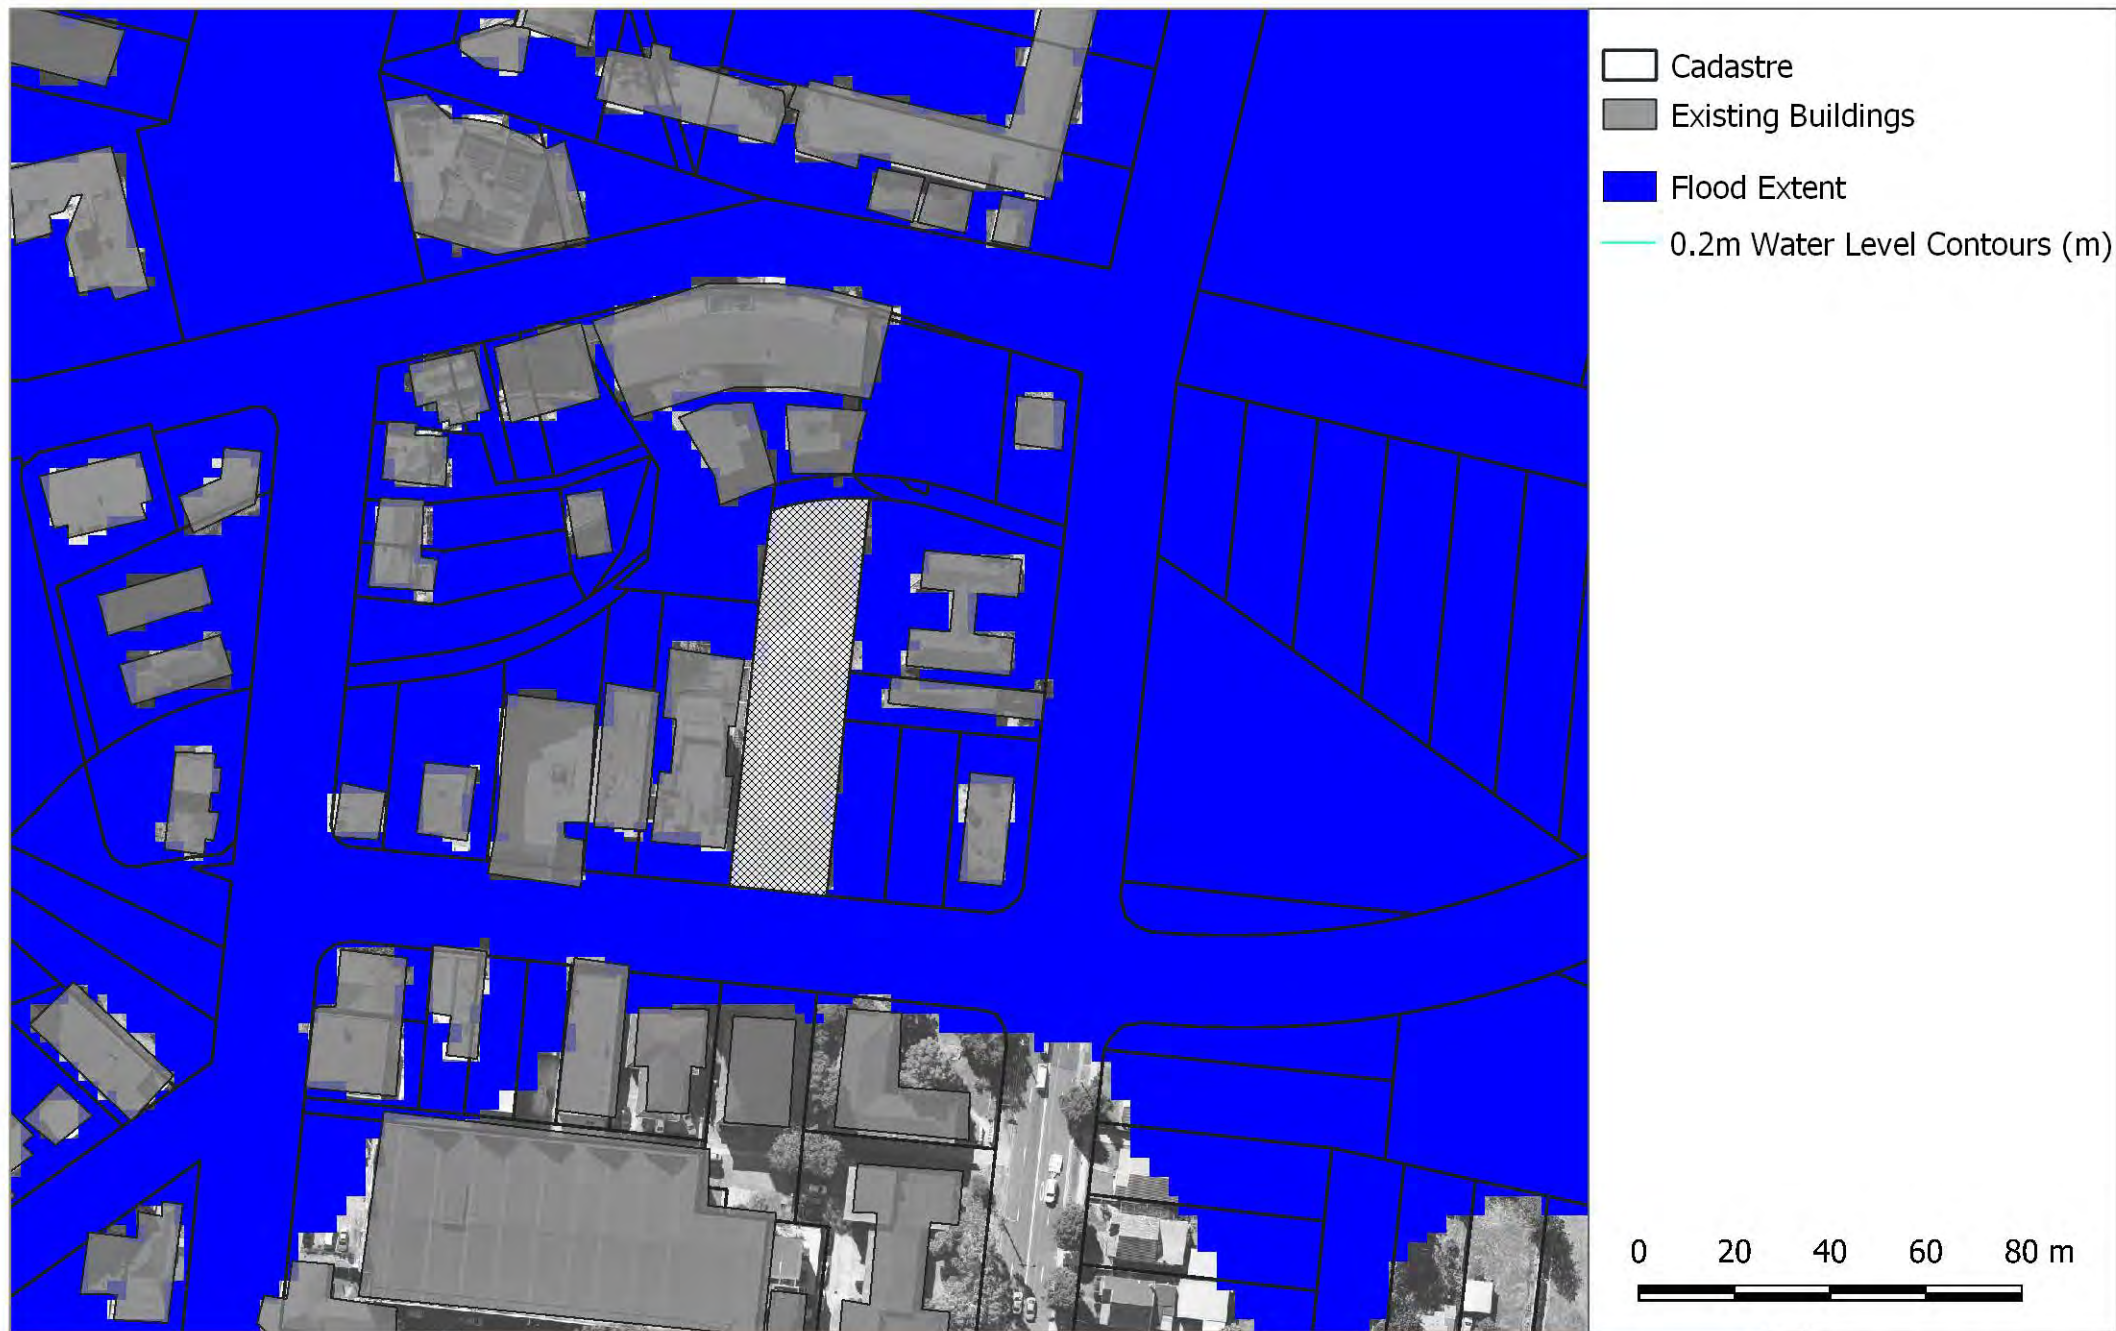 Cadastre
Existing Buildings
Flood Extent
0.2m Water Level Contours (m)
0 20 40 60 80 m